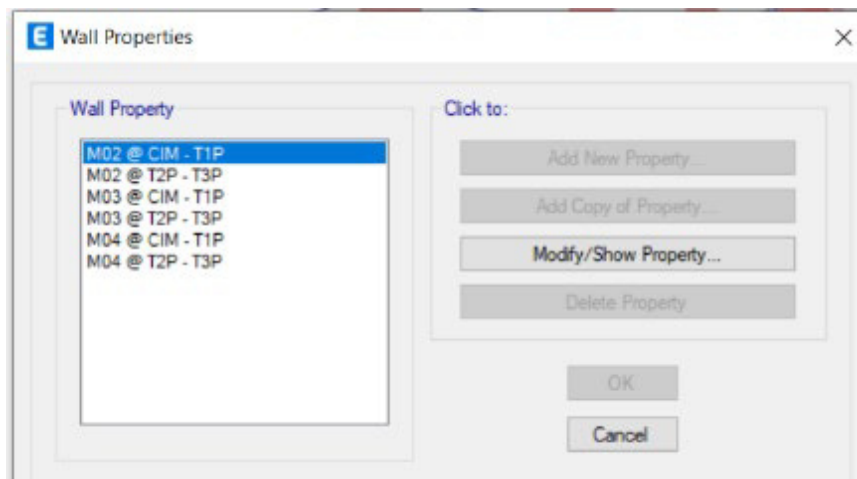 E Wall Properties
Wall Property
M02 @ CIM - T1P
M02 @ T2P - T3P
M03 @ CIM - T1P
M03 @ T2P - T3P
M04 @ CIM - T1P
M04 @ T2P - T3P
Click to:
Add New Property...
Add Copy of Property...
Modify/Show Property...
Delete Property
OK
Cancel